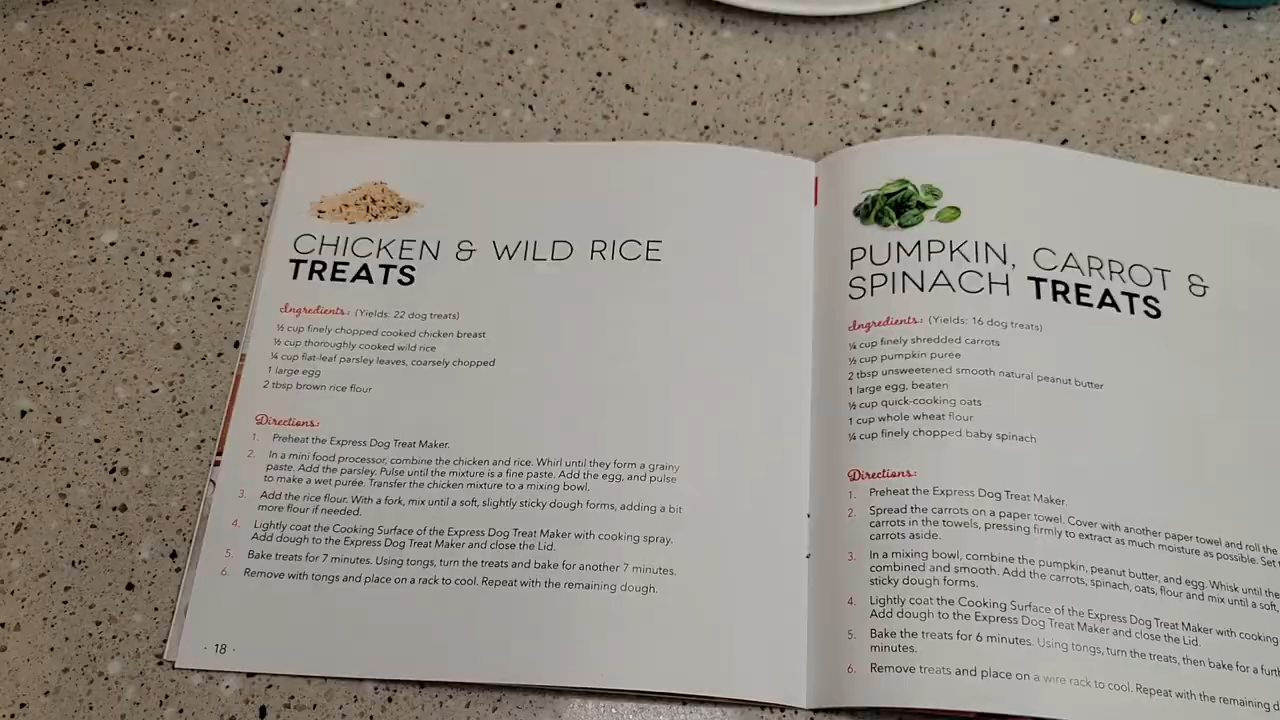 CHICKEN & WILD RICE
TREATS
Ingredients: (Yields: 22 dog treats)
½ cup finely chopped cooked chicken breast
½ cup thoroughly cooked wild rice
¼ cup flat-leaf parsley leaves, coarsely chopped
1 large egg
2 tbsp brown rice flour
Directions:
1. Preheat the Express Dog Treat Maker.
2. In a mini food processor, combine the chicken and rice. Whirl until they form a grainy
paste. Add the parsley. Pulse until the mixture is a fine paste. Add the egg, and pulse
to make a wet purée. Transfer the chicken mixture to a mixing bowl.
3. Add the rice flour. With a fork, mix until a soft, slightly sticky dough forms, adding a bit
more flour if needed.
4. Lightly coat the Cooking Surface of the Express Dog Treat Maker with cooking spray.
Add dough to the Express Dog Treat Maker and close the Lid.
5. Bake treats for 7 minutes. Using tongs, turn the treats and bake for another 7 minutes.
6. Remove with tongs and place on a rack to cool. Repeat with the remaining dough.
· 18 ·
PUMPKIN, CARROT &
SPINACH TREATS
Ingredients: (Yields: 16 dog treats)
¼ cup finely shredded carrots
½ cup pumpkin purée
2 tbsp unsweetened smooth natural peanut butter
1 large egg, beaten
½ cup quick-cooking oats
1 cup whole wheat flour
¼ cup finely chopped baby spinach
Directions:
1. Preheat the Express Dog Treat Maker.
2. Spread the carrots on a paper towel. Cover with another paper towel and roll the
carrots in the towels, pressing firmly to extract as much moisture as possible. Set
carrots aside.
3. In a mixing bowl, combine the pumpkin, peanut butter, and egg. Whisk until the
combined and smooth. Add the carrots, spinach, oats, flour and mix until a soft,
sticky dough forms.
4. Lightly coat the Cooking Surface of the Express Dog Treat Maker with cooking
Add dough to the Express Dog Treat Maker and close the Lid.
5. Bake the treats for 6 minutes. Using tongs, turn the treats, then bake for a
minutes.
6. Remove treats and place on a wire rack to cool. Repeat with the remaining